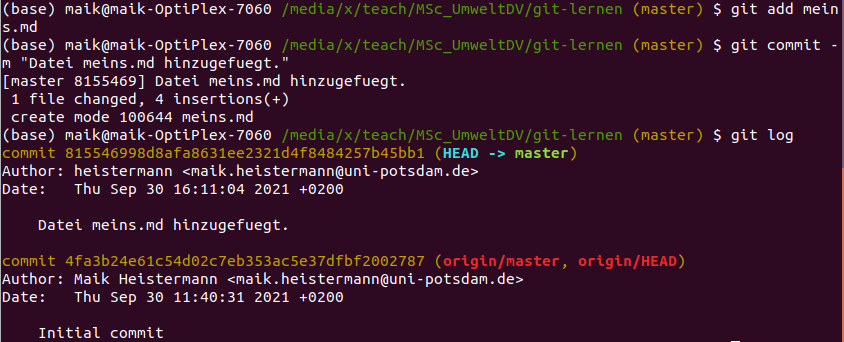 (base) maik@maik-OptiPlex-7060 /media/x/teach/MSc_UmweltDV/git-lernen (master) $ git add mein
s.md
(base) maik@maik-OptiPlex-7060 /media/x/teach/MSc_UmweltDV/git-lernen (master) $ git commit -
m "Datei meins.md hinzugefuegt."
[master 8155469] Datei meins.md hinzugefuegt.
 1 file changed, 4 insertions(+)
 create mode 100644 meins.md
(base) maik@maik-OptiPlex-7060 /media/x/teach/MSc_UmweltDV/git-lernen (master) $ git log
commit 815546998d8afa8631ee2321d4f8484257b45bb1 (HEAD -> master)
Author: heistermann <maik.heistermann@uni-potsdam.de>
Date:   Thu Sep 30 16:11:04 2021 +0200

    Datei meins.md hinzugefuegt.

commit 4fa3b24e61c54d02c7eb353ac5e37dfbf2002787 (origin/master, origin/HEAD)
Author: Maik Heistermann <maik.heistermann@uni-potsdam.de>
Date:   Thu Sep 30 11:40:31 2021 +0200

    Initial commit